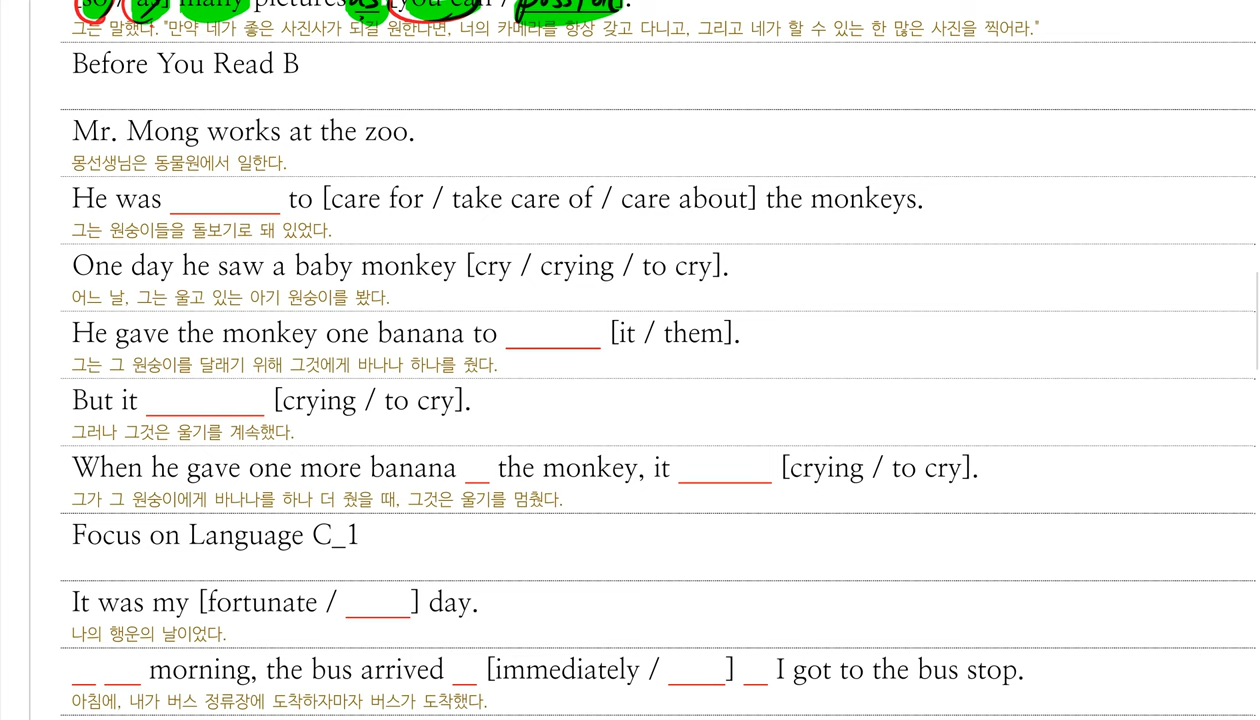 [so / as] many pictures as [you can / possible].
그는 말했다. "만약 네가 좋은 사진사가 되길 원한다면, 너의 카메라를 항상 갖고 다니고, 그리고 네가 할 수 있는 한 많은 사진을 찍어라."
Before You Read B
Mr. Mong works at the zoo.
몽선생님은 동물원에서 일한다.
He was ________ to [care for / take care of / care about] the monkeys.
그는 원숭이들을 돌보기로 돼 있었다.
One day he saw a baby monkey [cry / crying / to cry].
어느 날, 그는 울고 있는 아기 원숭이를 봤다.
He gave the monkey one banana to _______ [it / them].
그는 그 원숭이를 달래기 위해 그것에게 바나나 하나를 줬다.
But it ________ [crying / to cry].
그러나 그것은 울기를 계속했다.
When he gave one more banana __ the monkey, it _______ [crying / to cry].
그가 그 원숭이에게 바나나를 하나 더 줬을 때, 그것은 울기를 멈췄다.
Focus on Language C_1
It was my [fortunate / _____ ] day.
나의 행운의 날이었다.
__ ___ morning, the bus arrived __ [immediately / ____ ] __ I got to the bus stop.
아침에, 내가 버스 정류장에 도착하자마자 버스가 도착했다.